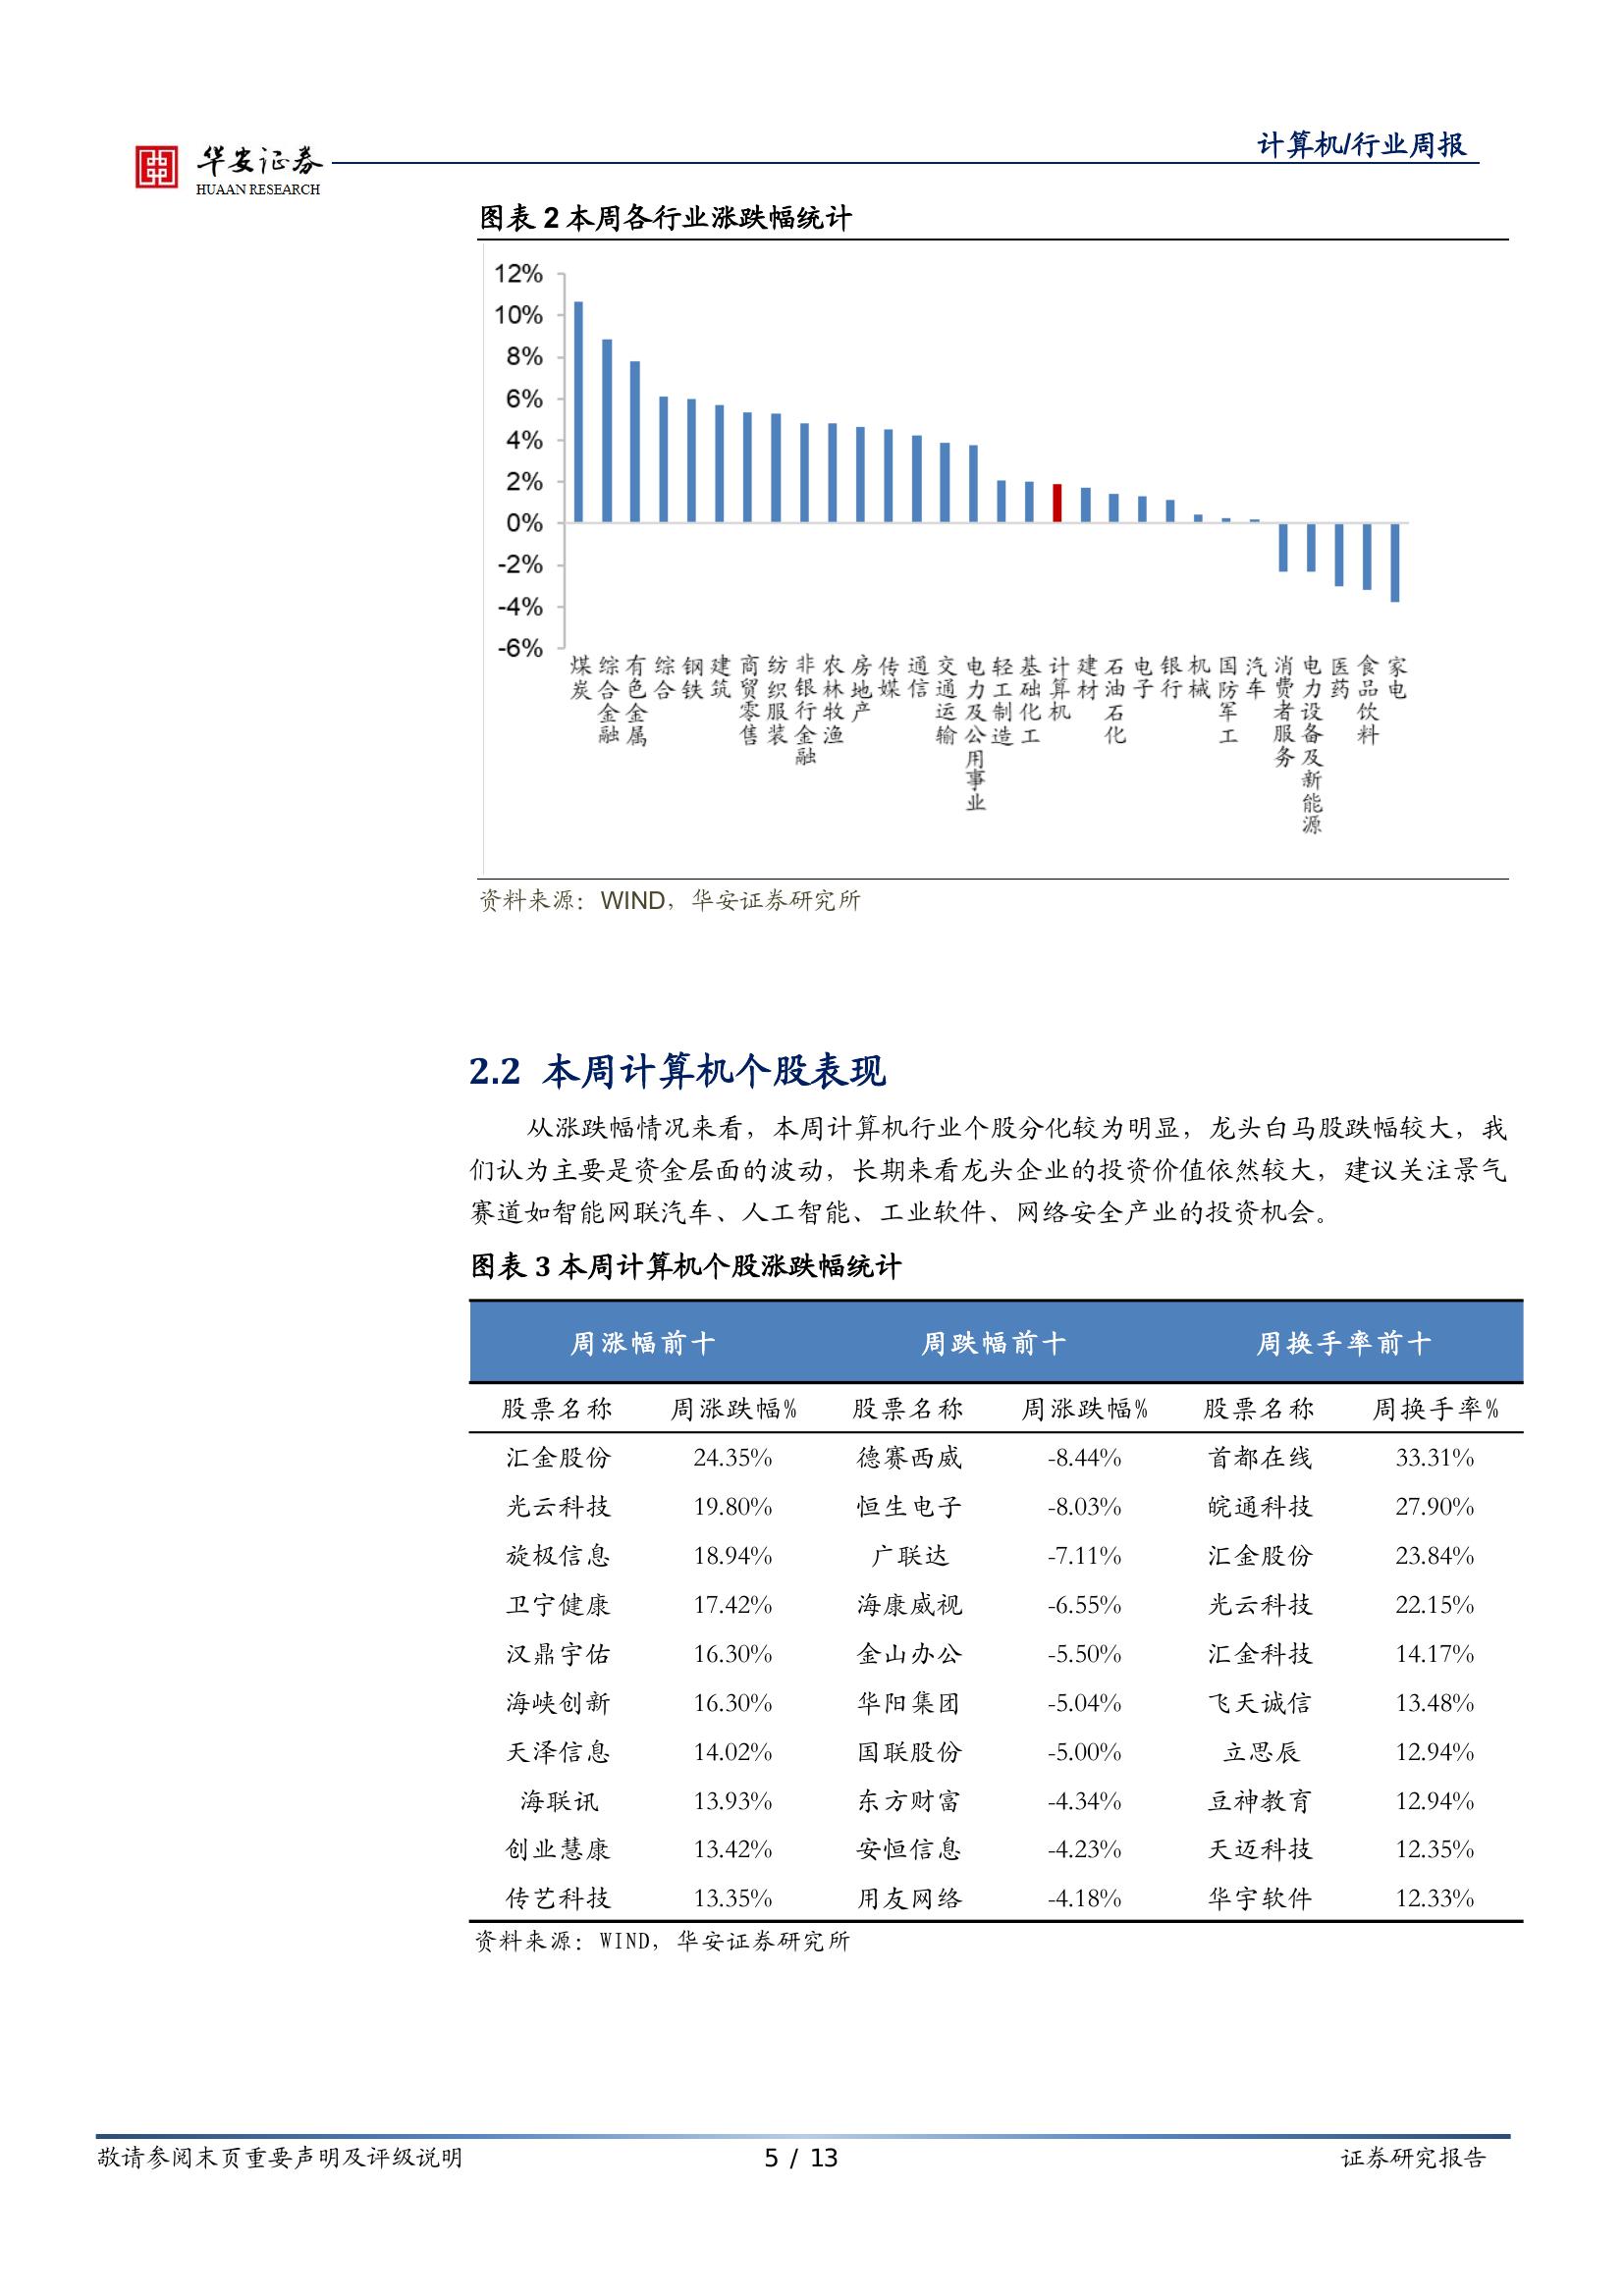 华安证券
HUAAN RESEARCH
计算机/行业周报
图表 2 本周各行业涨跌幅统计
12%
10%
8%
6%
4%
2%
0%
-2%
-4%
-6%
煤炭
综合金融
有色金属
综合
钢铁
建筑
商贸零售
纺织服装
非银行金融
农林牧渔
房地产
传媒
通信
交通运输
电力及公用事业
轻工制造
基础化工
计算机
建材
石油石化
电子
银行
机械
国防军工
汽车
消费者服务
电力设备及新能源
医药
食品饮料
家电
资料来源：WIND，华安证券研究所
2.2 本周计算机个股表现
从涨跌幅情况来看，本周计算机行业个股分化较为明显，龙头白马股跌幅较大，我
们认为主要是资金层面的波动，长期来看龙头企业的投资价值依然较大，建议关注景气
赛道如智能网联汽车、人工智能、工业软件、网络安全产业的投资机会。
图表 3 本周计算机个股涨跌幅统计
周涨幅前十 周跌幅前十 周换手率前十
股票名称 周涨跌幅% 股票名称 周涨跌幅% 股票名称 周换手率%
汇金股份 24.35% 德赛西威 -8.44% 首都在线 33.31%
光云科技 19.80% 恒生电子 -8.03% 皖通科技 27.90%
旋极信息 18.94% 广联达 -7.11% 汇金股份 23.84%
卫宁健康 17.42% 海康威视 -6.55% 光云科技 22.15%
汉鼎宇佑 16.30% 金山办公 -5.50% 汇金科技 14.17%
海峡创新 16.30% 华阳集团 -5.04% 飞天诚信 13.48%
天泽信息 14.02% 国联股份 -5.00% 立思辰 12.94%
海联讯 13.93% 东方财富 -4.34% 豆神教育 12.94%
创业慧康 13.42% 安恒信息 -4.23% 天迈科技 12.35%
传艺科技 13.35% 用友网络 -4.18% 华宇软件 12.33%
资料来源：WIND，华安证券研究所
敬请参阅末页重要声明及评级说明 5 / 13 证券研究报告